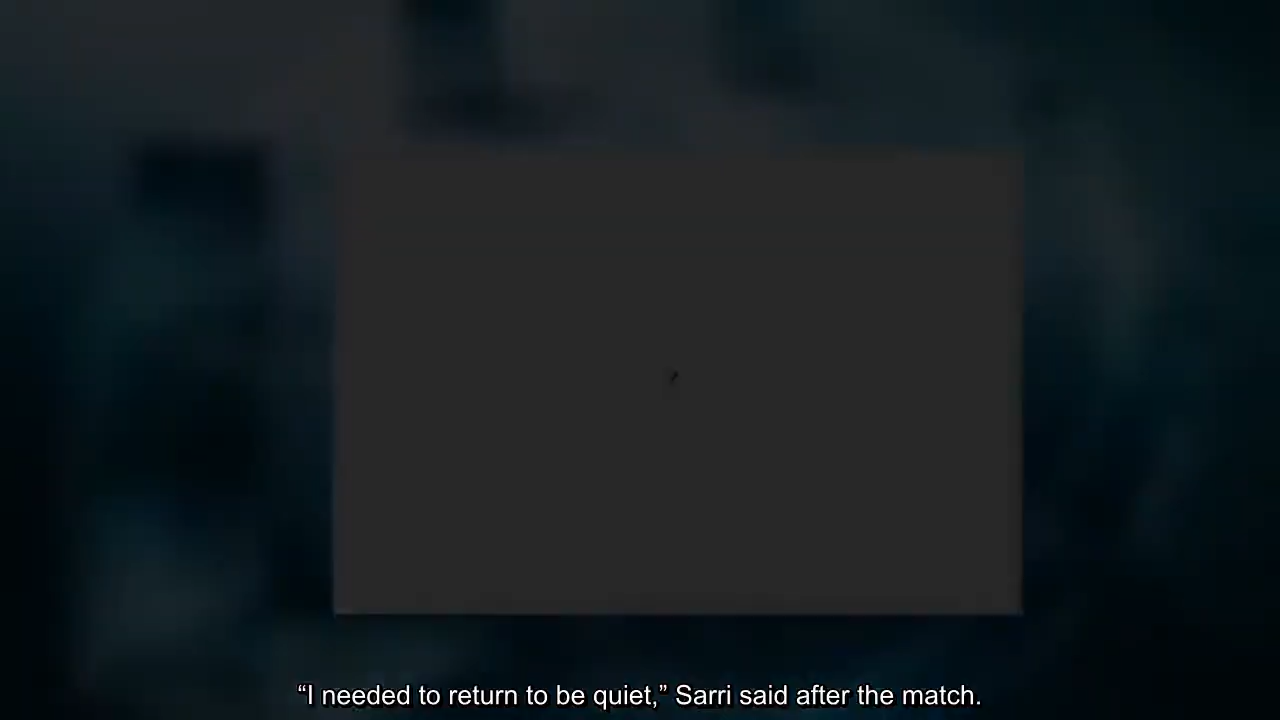 “I needed to return to be quiet,” Sarri said after the match.